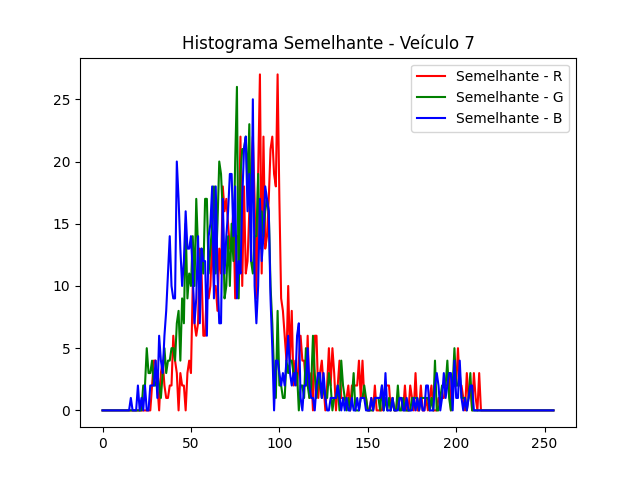 Histograma Semelhante - Veículo 7
Semelhante - R
Semelhante - G
Semelhante - B
25
20
15
10
5
0
0 50 100 150 200 250